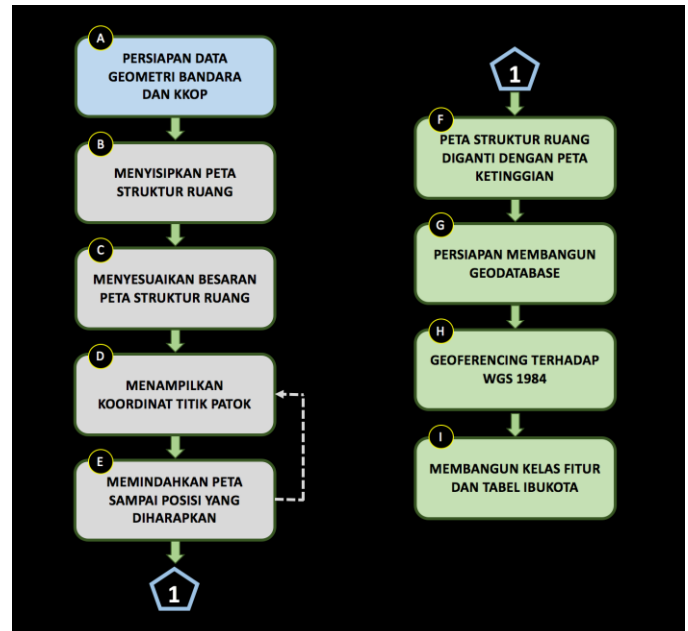 A
PERSIAPAN DATA
GEOMETRI BANDARA
DAN KKOP
B
MENYISIPKAN PETA
STRUKTUR RUANG
C
MENYESUAIKAN BESARAN
PETA STRUKTUR RUANG
D
MENAMPILKAN
KOORDINAT TITIK PATOK
E
MEMINDAHKAN PETA
SAMPAI POSISI YANG
DIHARAPKAN
1
1
F
PETA STRUKTUR RUANG
DIGANTI DENGAN PETA
KETINGGIAN
G
PERSIAPAN MEMBANGUN
GEODATABASE
H
GEOFERENCING TERHADAP
WGS 1984
I
MEMBANGUN KELAS FITUR
DAN TABEL IBUKOTA